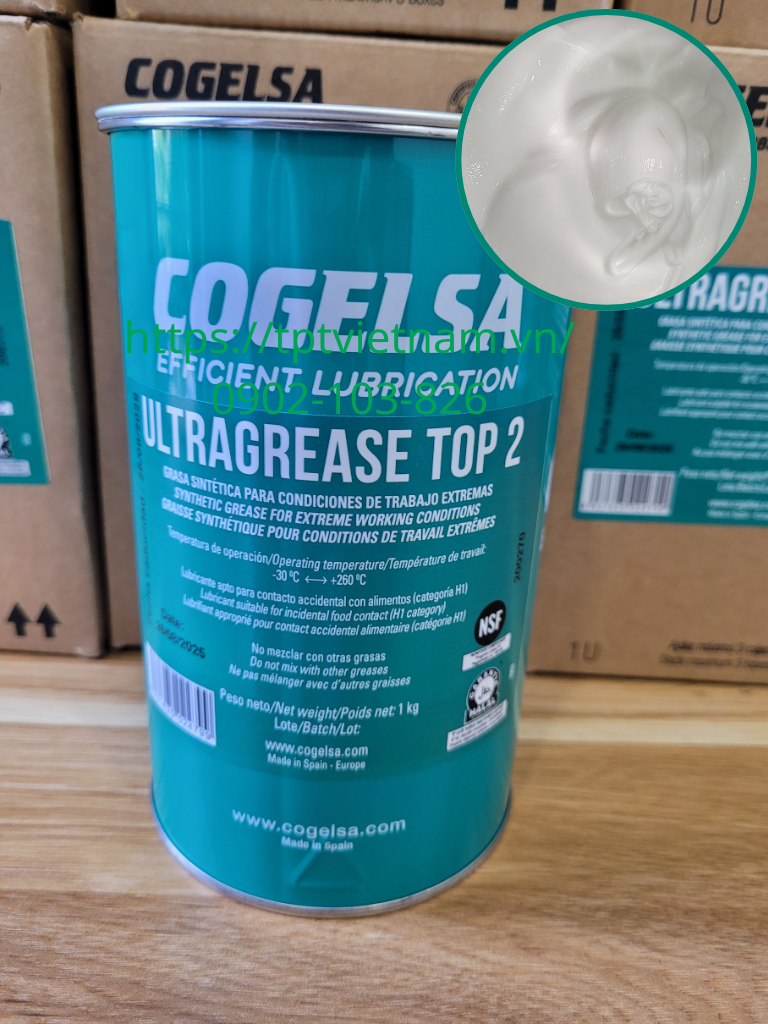 COGELSA
1U
COGELSA
https://tptvietnam.vn/
EFFICIENT LUBRICATION
0902-103-826
ULTRAGREASE TOP 2
GRASA SINTÉTICA PARA CONDICIONES DE TRABAJO EXTREMAS
SYNTHETIC GREASE FOR EXTREME WORKING CONDITIONS
GRAISSE SYNTHÉTIQUE POUR CONDITIONS DE TRAVAIL EXTRÊMES
Temperatura de operación/Operating temperature/Température de travail:
-30 ºC ⟷ +260 ºC
Lubricante apto para contacto accidental con alimentos (categoría H1)
Lubricant suitable for incidental food contact (H1 category)
Lubrifiant approprié pour contact accidentel alimentaire (catégorie H1)
NSF
Date:
28/08/2025
No mezclar con otras grasas
Do not mix with other greases
Ne pas mélanger avec d'autres graisses
HALAL
Peso neto/Net weight/Poids net: 1 kg
Lote/Batch/Lot:
www.cogelsa.com
Made in Spain - Europe
www.cogelsa.com
Made in Spain
1U